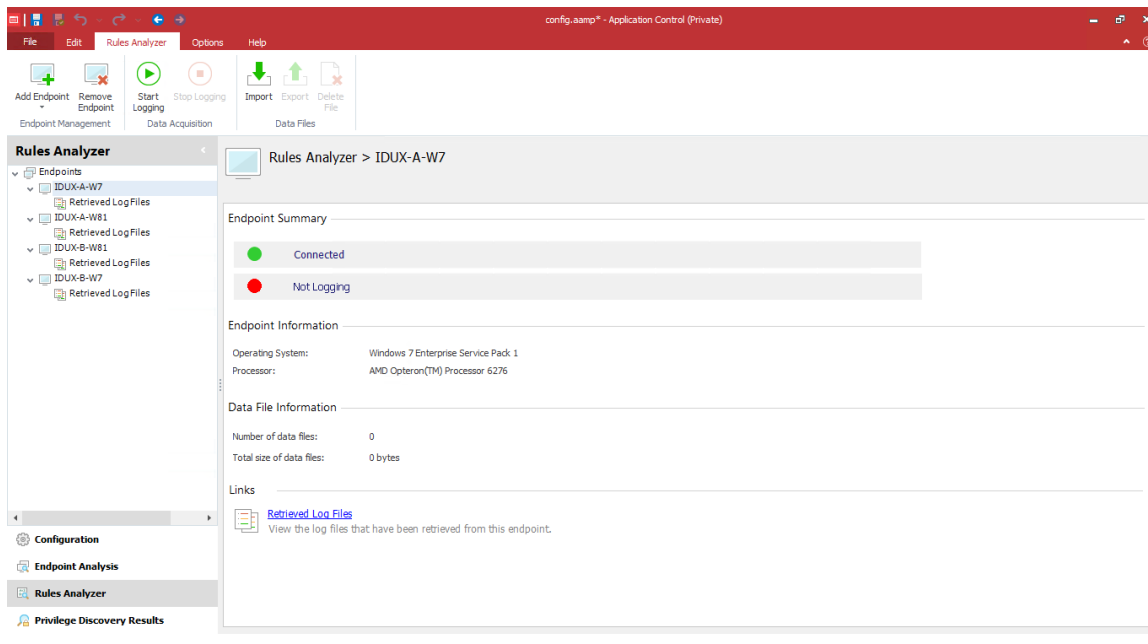 config.aamp* - Application Control (Private)
File Edit Rules Analyzer Options Help
Add Endpoint Remove Endpoint Start Logging Stop Logging Import Export Delete File
Endpoint Management Data Acquisition Data Files
Rules Analyzer
Endpoints
IDUX-A-W7
Retrieved Log Files
IDUX-A-W81
Retrieved Log Files
IDUX-B-W81
Retrieved Log Files
IDUX-B-W7
Retrieved Log Files
Configuration
Endpoint Analysis
Rules Analyzer
Privilege Discovery Results
Rules Analyzer > IDUX-A-W7
Endpoint Summary
Connected
Not Logging
Endpoint Information
Operating System: Windows 7 Enterprise Service Pack 1
Processor: AMD Opteron(TM) Processor 6276
Data File Information
Number of data files: 0
Total size of data files: 0 bytes
Links
Retrieved Log Files
View the log files that have been retrieved from this endpoint.